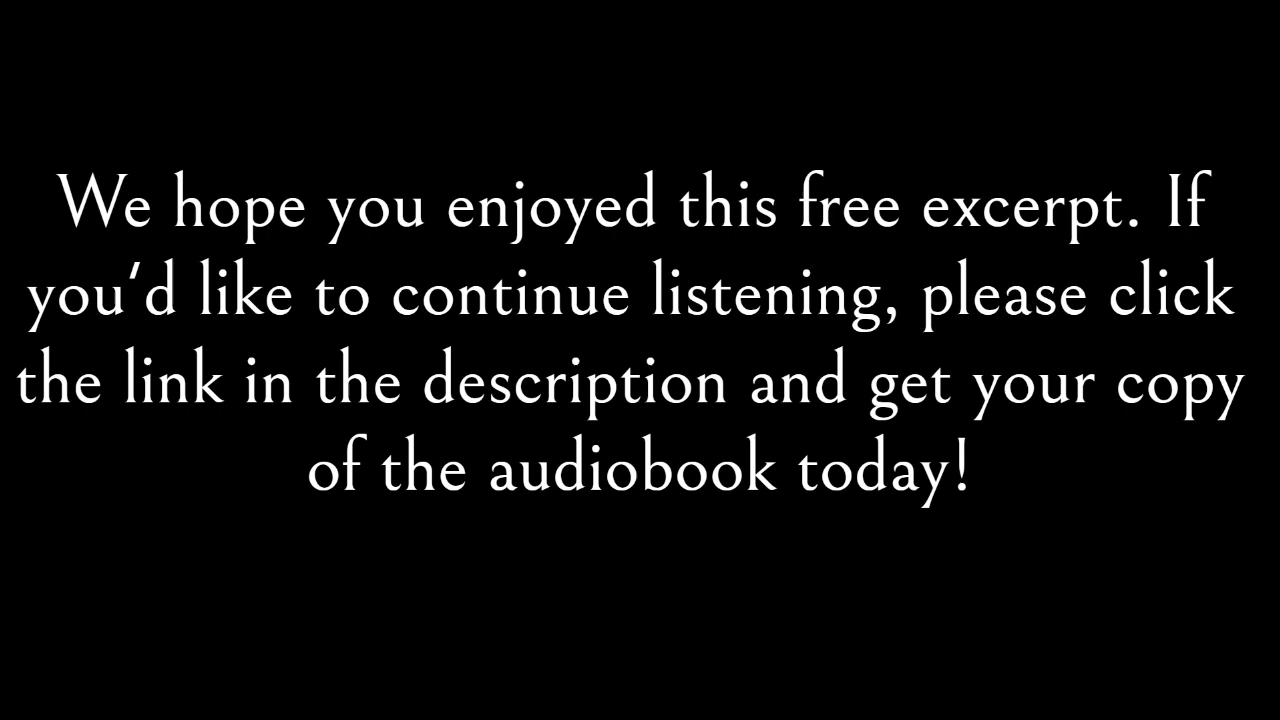 We hope you enjoyed this free excerpt. If
you'd like to continue listening, please click
the link in the description and get your copy
of the audiobook today!